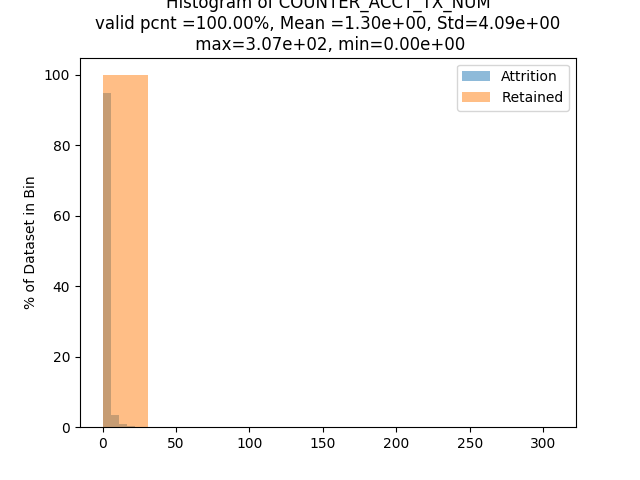 Histogram of COUNTER_ACCT_TX_NUM
valid pcnt =100.00%, Mean =1.30e+00, Std=4.09e+00
max=3.07e+02, min=0.00e+00
Attrition
Retained
% of Dataset in Bin
100
80
60
40
20
0
0 50 100 150 200 250 300